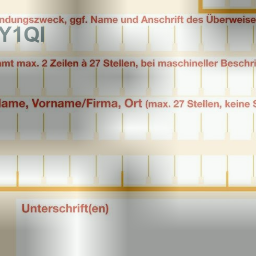 ndungszweck, ggf. Name und Anschrift des Überweise
Y1QI
amt max. 2 Zeilen à 27 Stellen, bei maschineller Beschri
Name, Vorname/Firma, Ort (max. 27 Stellen, keine S
Unterschrift(en)